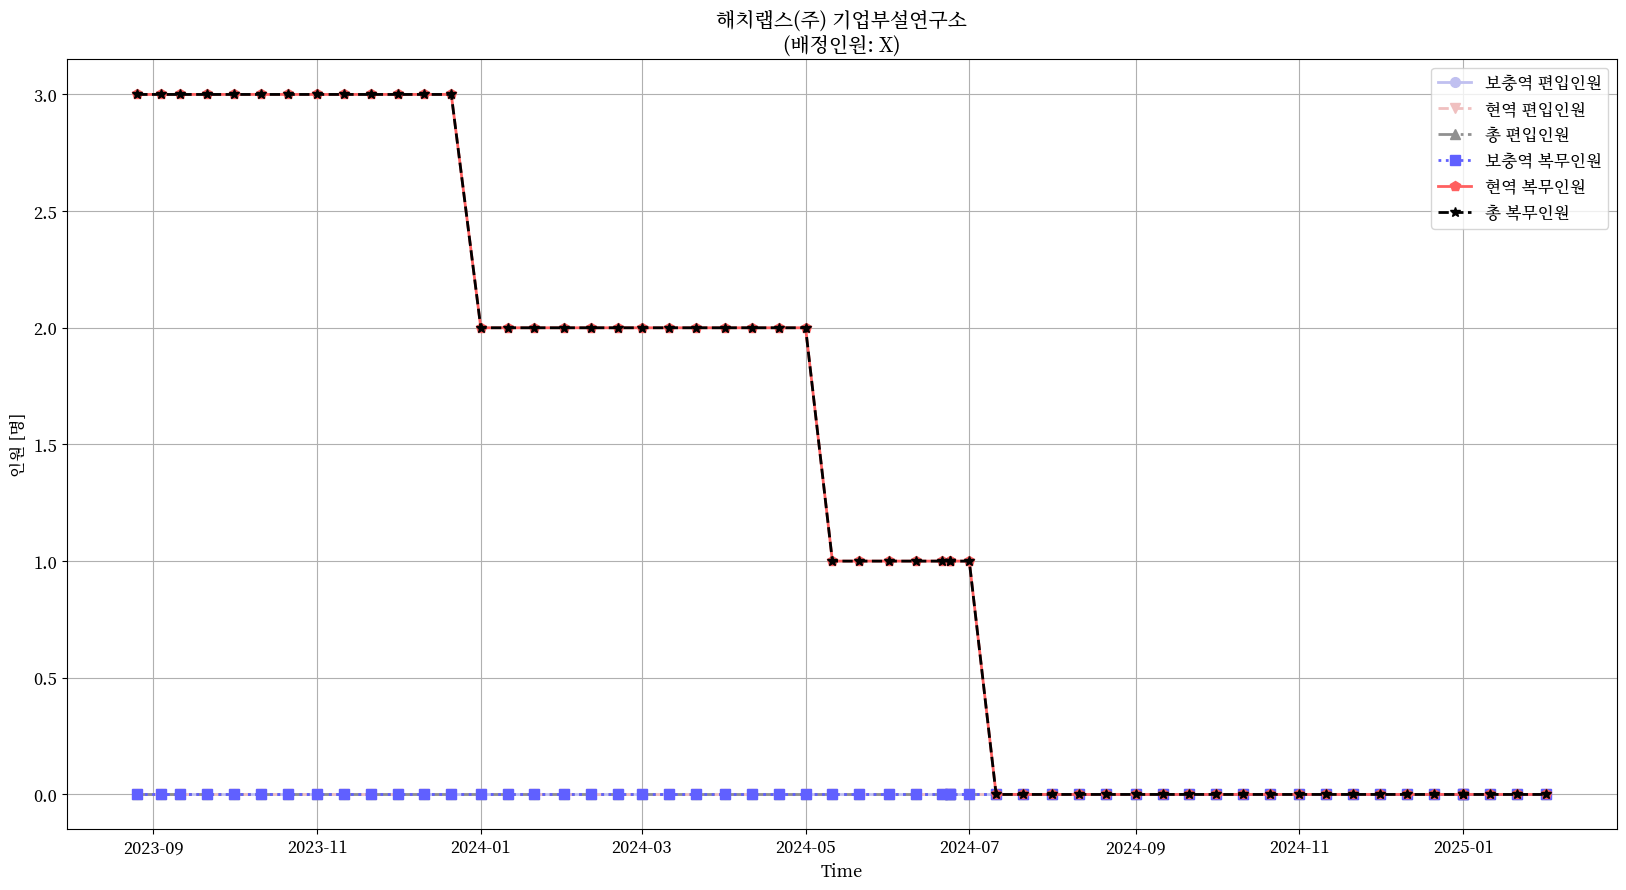 해치랩스(주) 기업부설연구소
(배정인원: X)
보충역 편입인원
현역 편입인원
총 편입인원
보충역 복무인원
현역 복무인원
총 복무인원
인원 [명]
3.0
2.5
2.0
1.5
1.0
0.5
0.0
2023-09 2023-11 2024-01 2024-03 2024-05 2024-07 2024-09 2024-11 2025-01
Time